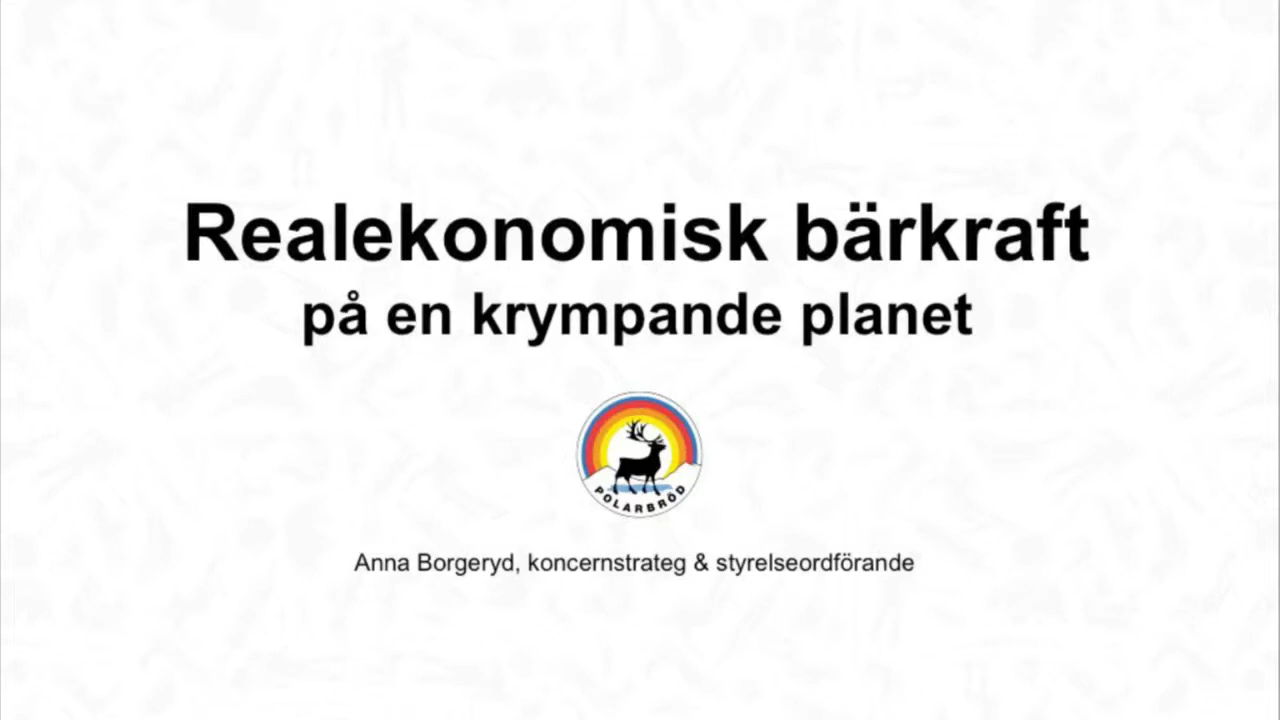 Realekonomisk bärkraft
på en krympande planet
POLARBRÖD
Anna Borgeryd, koncernstrateg & styrelseordförande